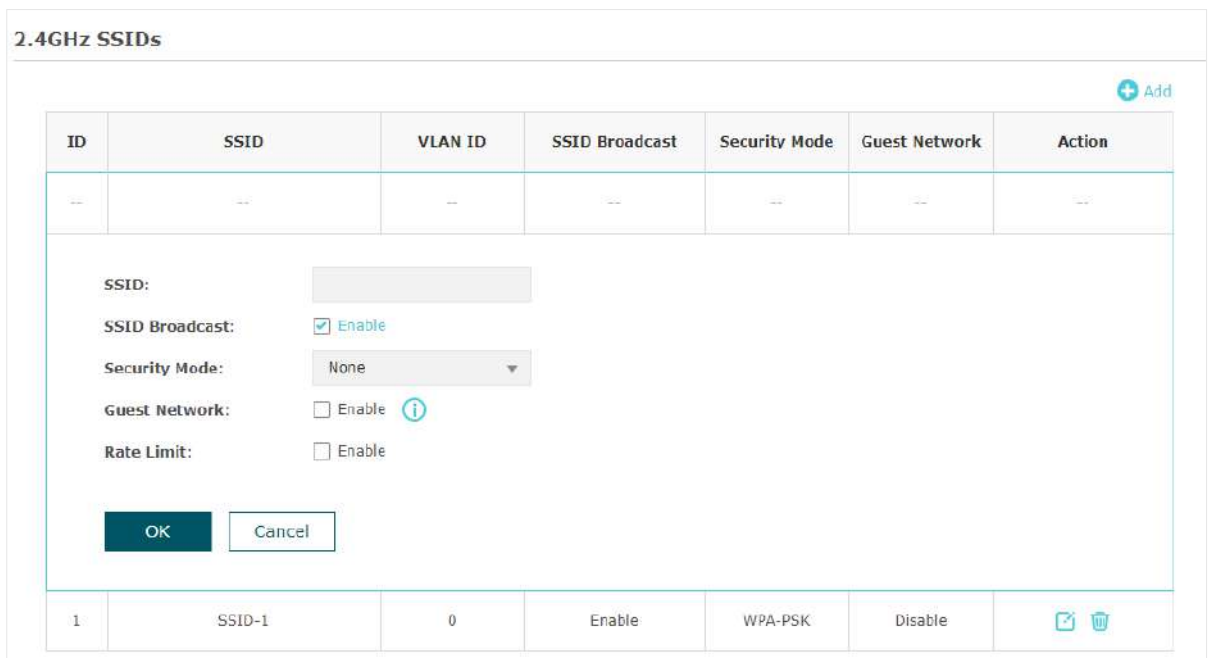 2.4GHz SSIDs
Add
ID SSID VLAN ID SSID Broadcast Security Mode Guest Network Action
-- -- -- -- -- -- --
SSID:
SSID Broadcast: Enable
Security Mode: None
Guest Network: Enable
Rate Limit: Enable
OK Cancel
1 SSID-1 0 Enable WPA-PSK Disable